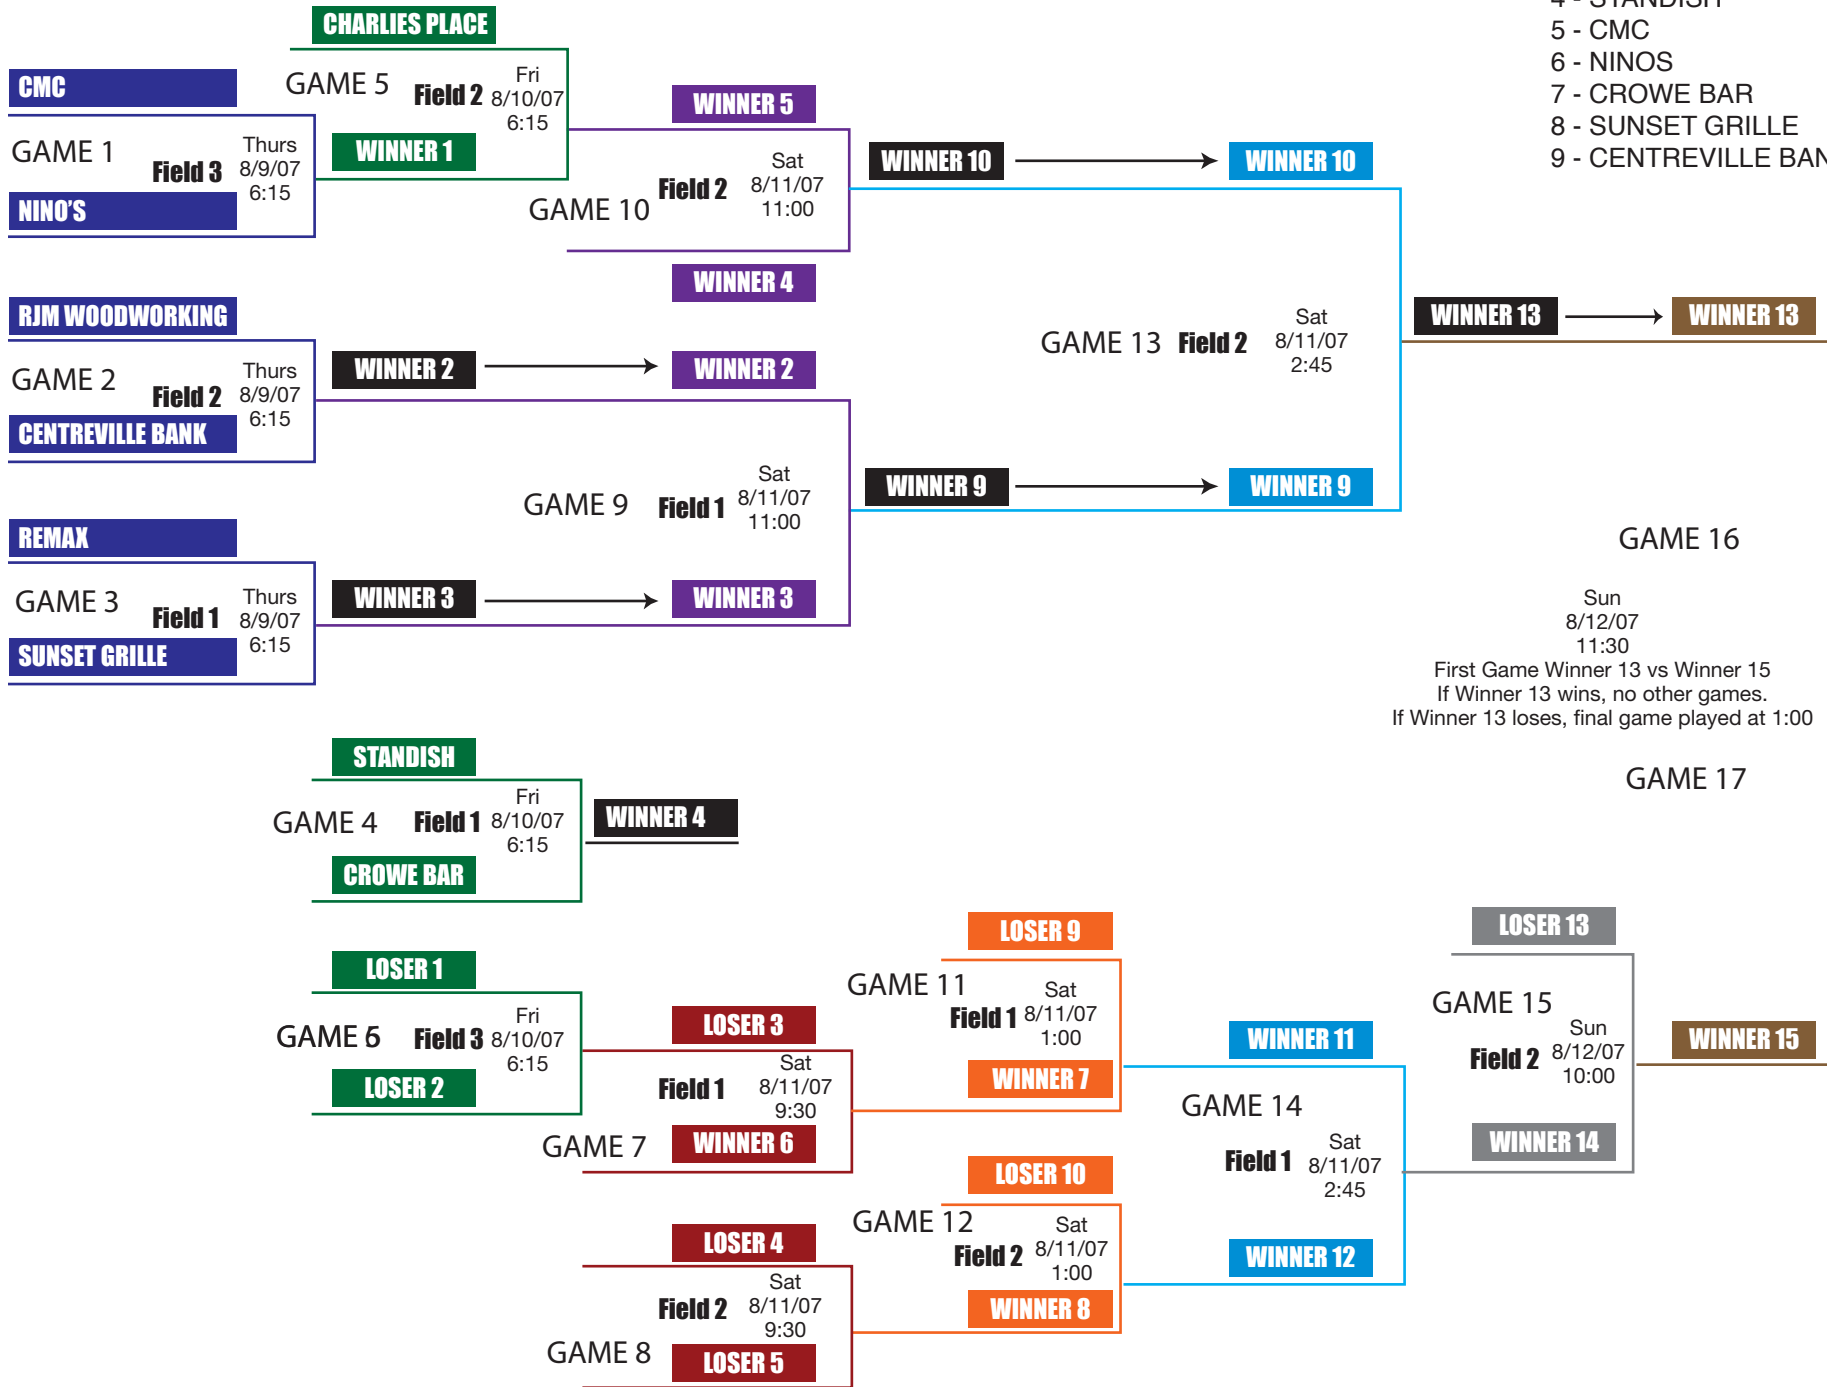 4 - STANDISH
5 - CMC
6 - NINOS
7 - CROWE BAR
8 - SUNSET GRILLE
9 - CENTREVILLE BAN
CHARLIES PLACE
GAME 5
Field 2
Fri
8/10/07
6:15
WINNER 1
CMC
GAME 1
Field 3
Thurs
8/9/07
6:15
NINO'S
WINNER 5
GAME 10
Field 2
Sat
8/11/07
11:00
WINNER 4
WINNER 10
WINNER 10
RJM WOODWORKING
GAME 2
Field 2
Thurs
8/9/07
6:15
CENTREVILLE BANK
WINNER 2
WINNER 2
GAME 9
Field 1
Sat
8/11/07
11:00
WINNER 9
WINNER 9
GAME 13
Field 2
Sat
8/11/07
2:45
WINNER 13
WINNER 13
REMAX
GAME 3
Field 1
Thurs
8/9/07
6:15
SUNSET GRILLE
WINNER 3
WINNER 3
GAME 16
Sun
8/12/07
11:30
First Game Winner 13 vs Winner 15
If Winner 13 wins, no other games.
If Winner 13 loses, final game played at 1:00
GAME 17
STANDISH
GAME 4
Field 1
Fri
8/10/07
6:15
CROWE BAR
WINNER 4
LOSER 1
GAME 6
Field 3
Fri
8/10/07
6:15
LOSER 2
LOSER 3
Field 1
Sat
8/11/07
9:30
GAME 7
WINNER 6
LOSER 4
Field 2
Sat
8/11/07
9:30
GAME 8
LOSER 5
LOSER 9
GAME 11
Field 1
Sat
8/11/07
1:00
WINNER 7
LOSER 10
GAME 12
Field 2
Sat
8/11/07
1:00
WINNER 8
WINNER 11
GAME 14
Field 1
Sat
8/11/07
2:45
WINNER 12
LOSER 13
GAME 15
Field 2
Sun
8/12/07
10:00
WINNER 14
WINNER 15